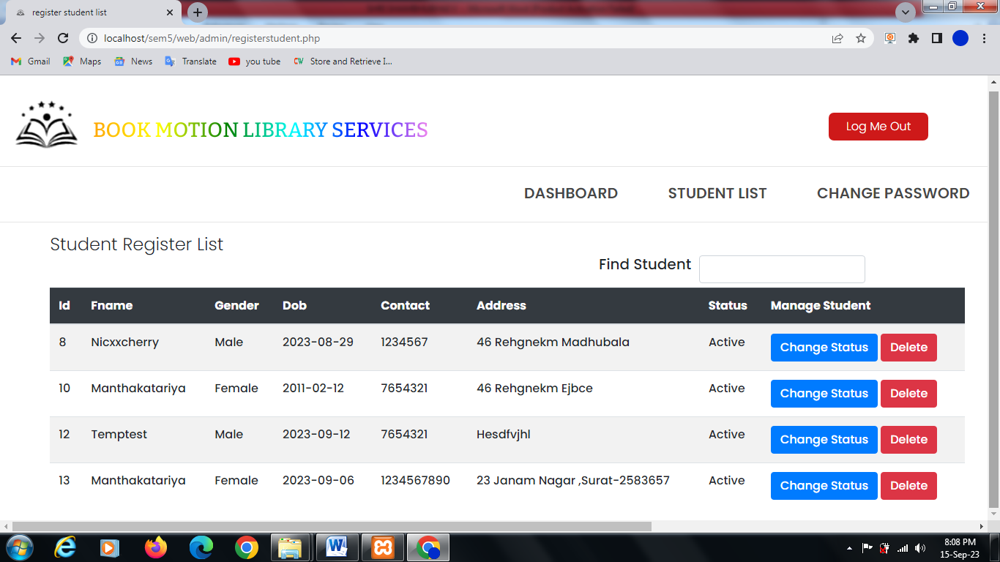 register student list
localhost/sem5/web/admin/registerstudent.php
Gmail Maps News Translate you tube Store and Retrieve I...
BOOK MOTION LIBRARY SERVICES
Log Me Out
DASHBOARD STUDENT LIST CHANGE PASSWORD
Student Register List
Find Student
Id Fname Gender Dob Contact Address Status Manage Student
8 Nicxxcherry Male 2023-08-29 1234567 46 Rehgnekm Madhubala Active Change Status Delete
10 Manthakatariya Female 2011-02-12 7654321 46 Rehgnekm Ejbce Active Change Status Delete
12 Temptest Male 2023-09-12 7654321 Hesdfvjhl Active Change Status Delete
13 Manthakatariya Female 2023-09-06 1234567890 23 Janam Nagar ,Surat-2583657 Active Change Status Delete
8:08 PM
15-Sep-23